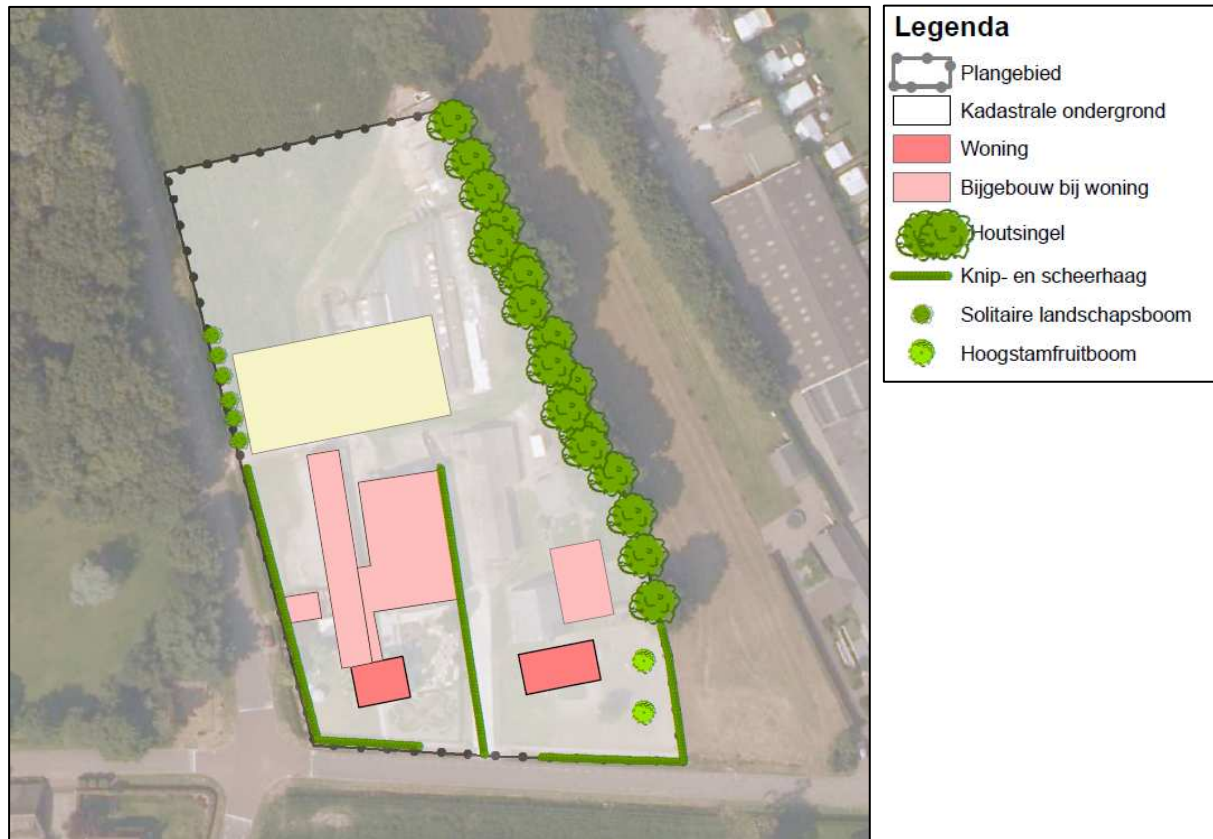 Legenda
Plangebied
Kadastrale ondergrond
Woning
Bijgebouw bij woning
Houtsingel
Knip- en scheerhaag
Solitaire landschapsboom
Hoogstamfruitboom